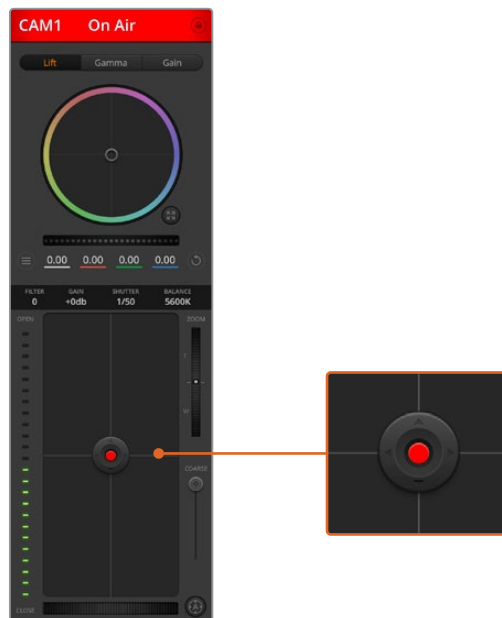 CAM1 On Air
Lift Gamma Gain
0.00 0.00 0.00 0.00
FILTER GAIN SHUTTER BALANCE
0 +0db 1/50 5600K
OPEN ZOOM
T
W
COARSE
CLOSE
A